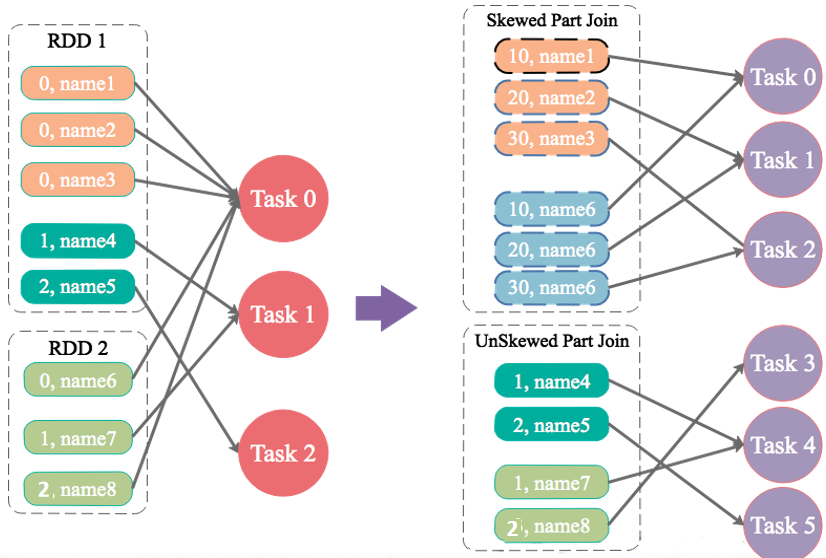 RDD 1
0, name1
0, name2
0, name3
1, name4
2, name5
RDD 2
0, name6
1, name7
2, name8
Task 0
Task 1
Task 2
Skewed Part Join
10, name1
20, name2
30, name3
10, name6
20, name6
30, name6
UnSkewed Part Join
1, name4
2, name5
1, name7
2, name8
Task 0
Task 1
Task 2
Task 3
Task 4
Task 5